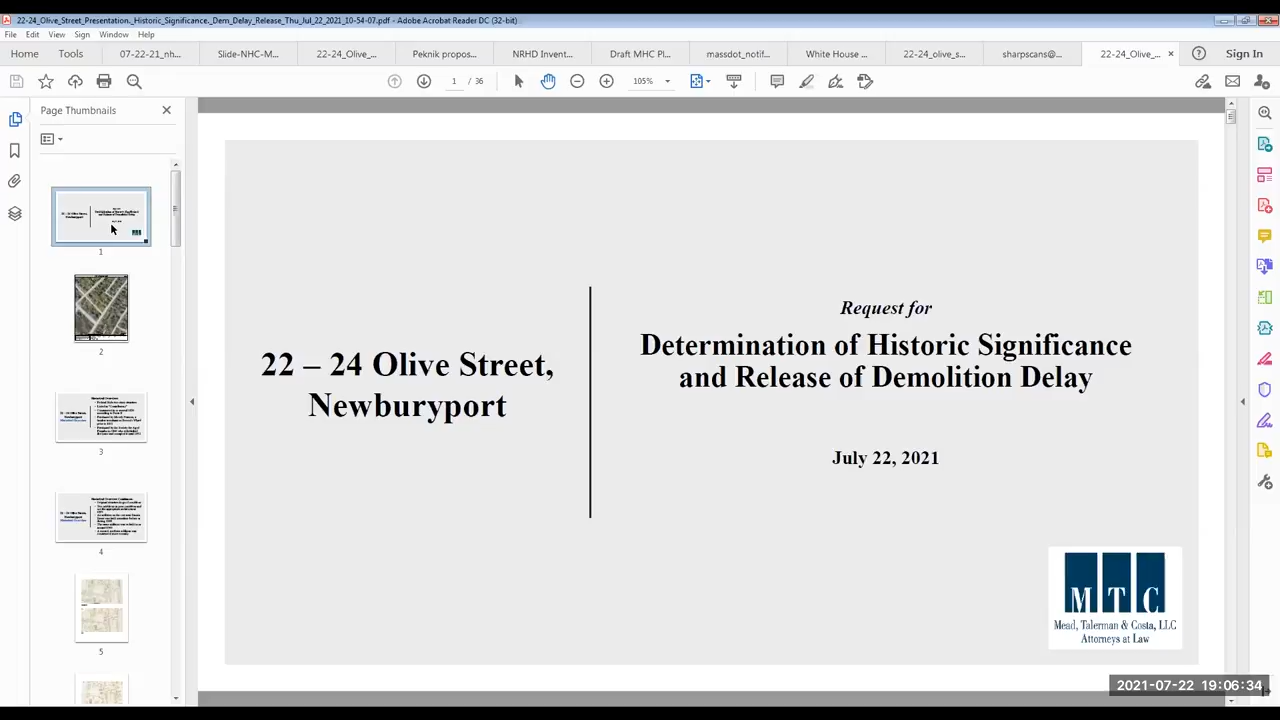 22-24_Olive_Street_Presentation._Historic_Significance._Dem_Delay_Release_Thu_Jul_22_2021_10-54-07.pdf - Adobe Acrobat Reader DC (32-bit)
File Edit View Sign Window Help
Home Tools 07-22-21_nh... Slide-NHC-M... 22-24_Olive_... Peknik propos... NRHD Invent... Draft MHC Pl... massdot_notif... White House ... 22-24_olive_s... sharpscans@... 22-24_Olive_... × Sign In
1 / 36 105%
Page Thumbnails
1
2
3
4
5
22 – 24 Olive Street,
Newburyport
Request for
Determination of Historic Significance
and Release of Demolition Delay
July 22, 2021
M T C
Mead, Talerman & Costa, LLC
Attorneys at Law
2021-07-22 19:06:34